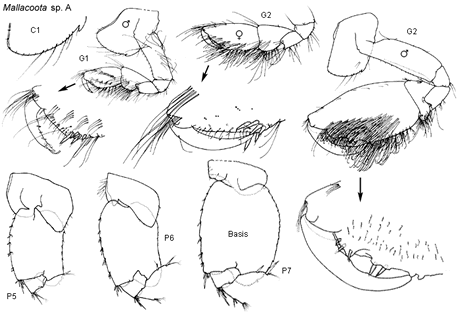 Mallacoota sp. A
C1
♂
G1
G2
♀
G2
♂
P5
P6
Basis
P7